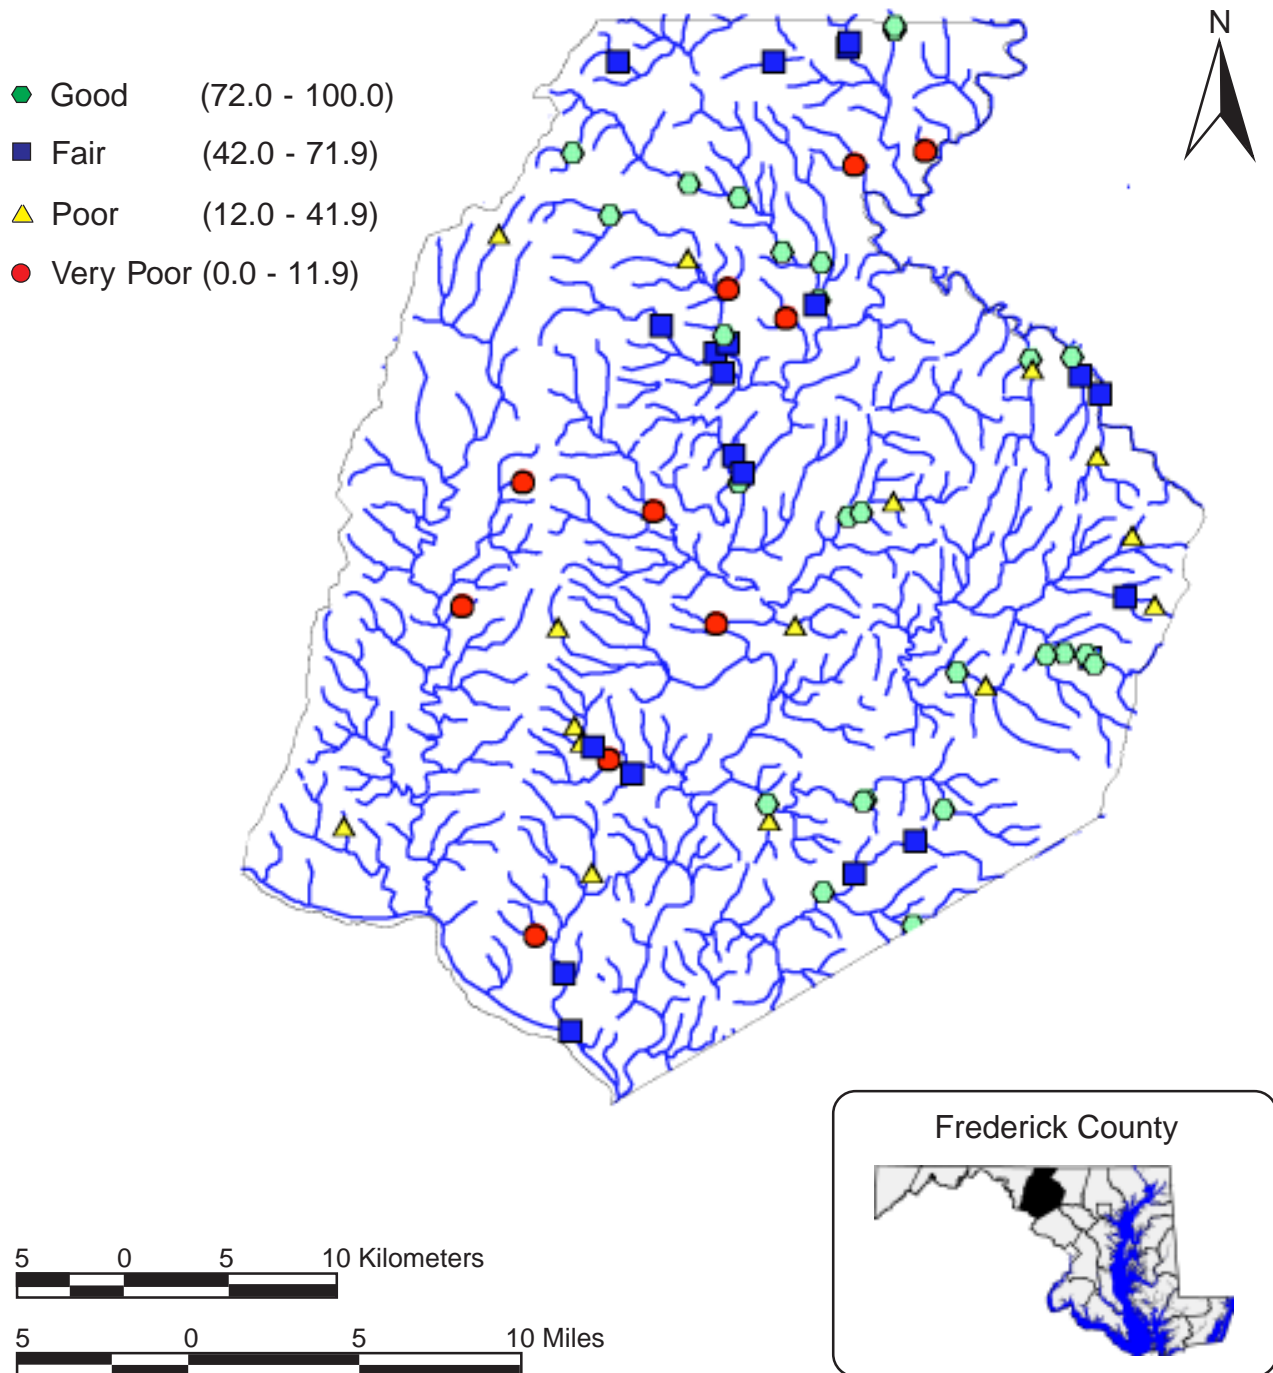 N
Good (72.0 - 100.0)
Fair (42.0 - 71.9)
Poor (12.0 - 41.9)
Very Poor (0.0 - 11.9)
Frederick County
5 0 5 10 Kilometers
5 0 5 10 Miles